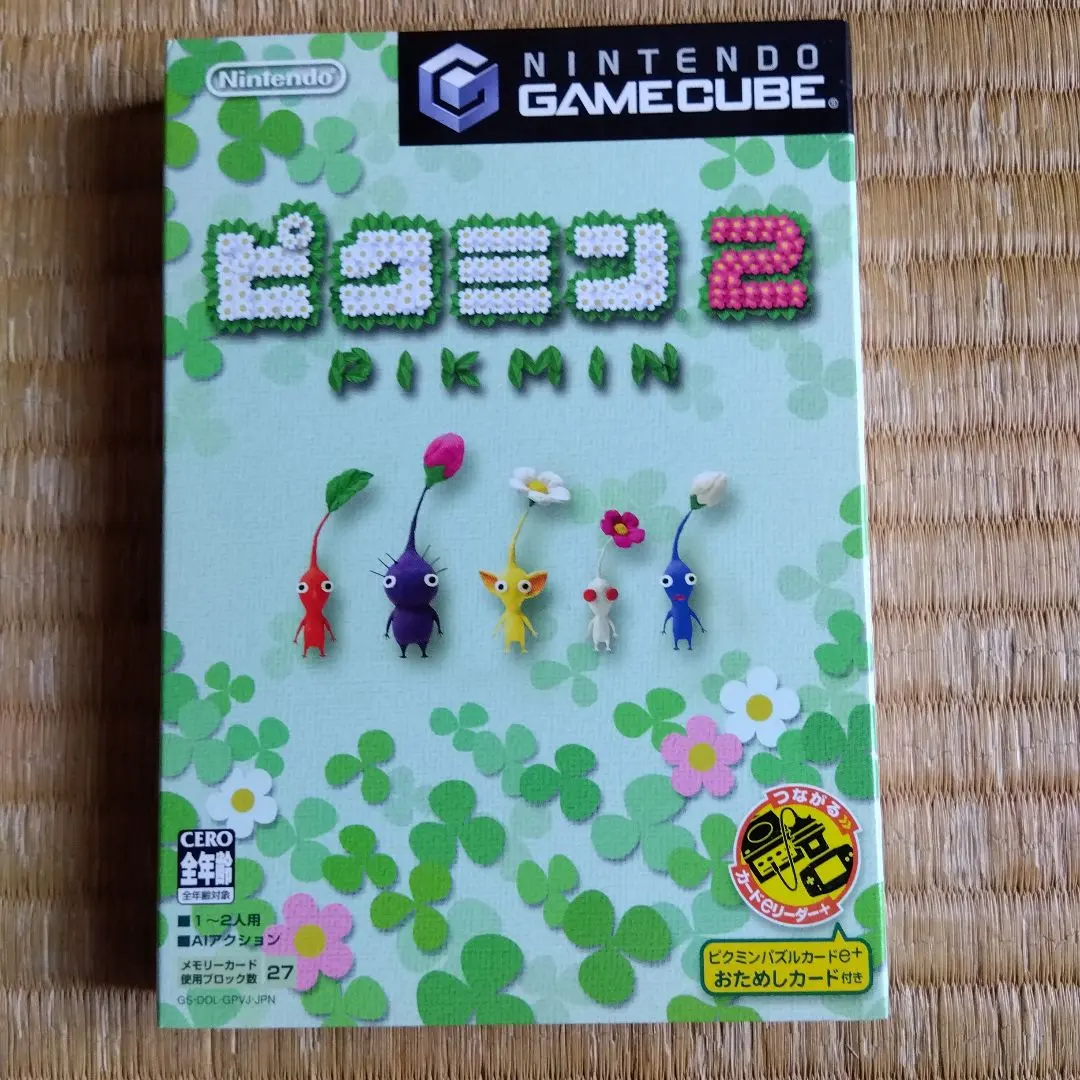 Nintendo
NINTENDO
GAMECUBE®
ピクミン2
PIKMIN
つながる»
カードeリーダー+
CERO
全年齢
全年齢対象
■1～2人用
■AIアクション
メモリーカード
使用ブロック数 27
GS-DOL-GPVJ-JPN
ピクミンパズルカードe+
おためしカード付き